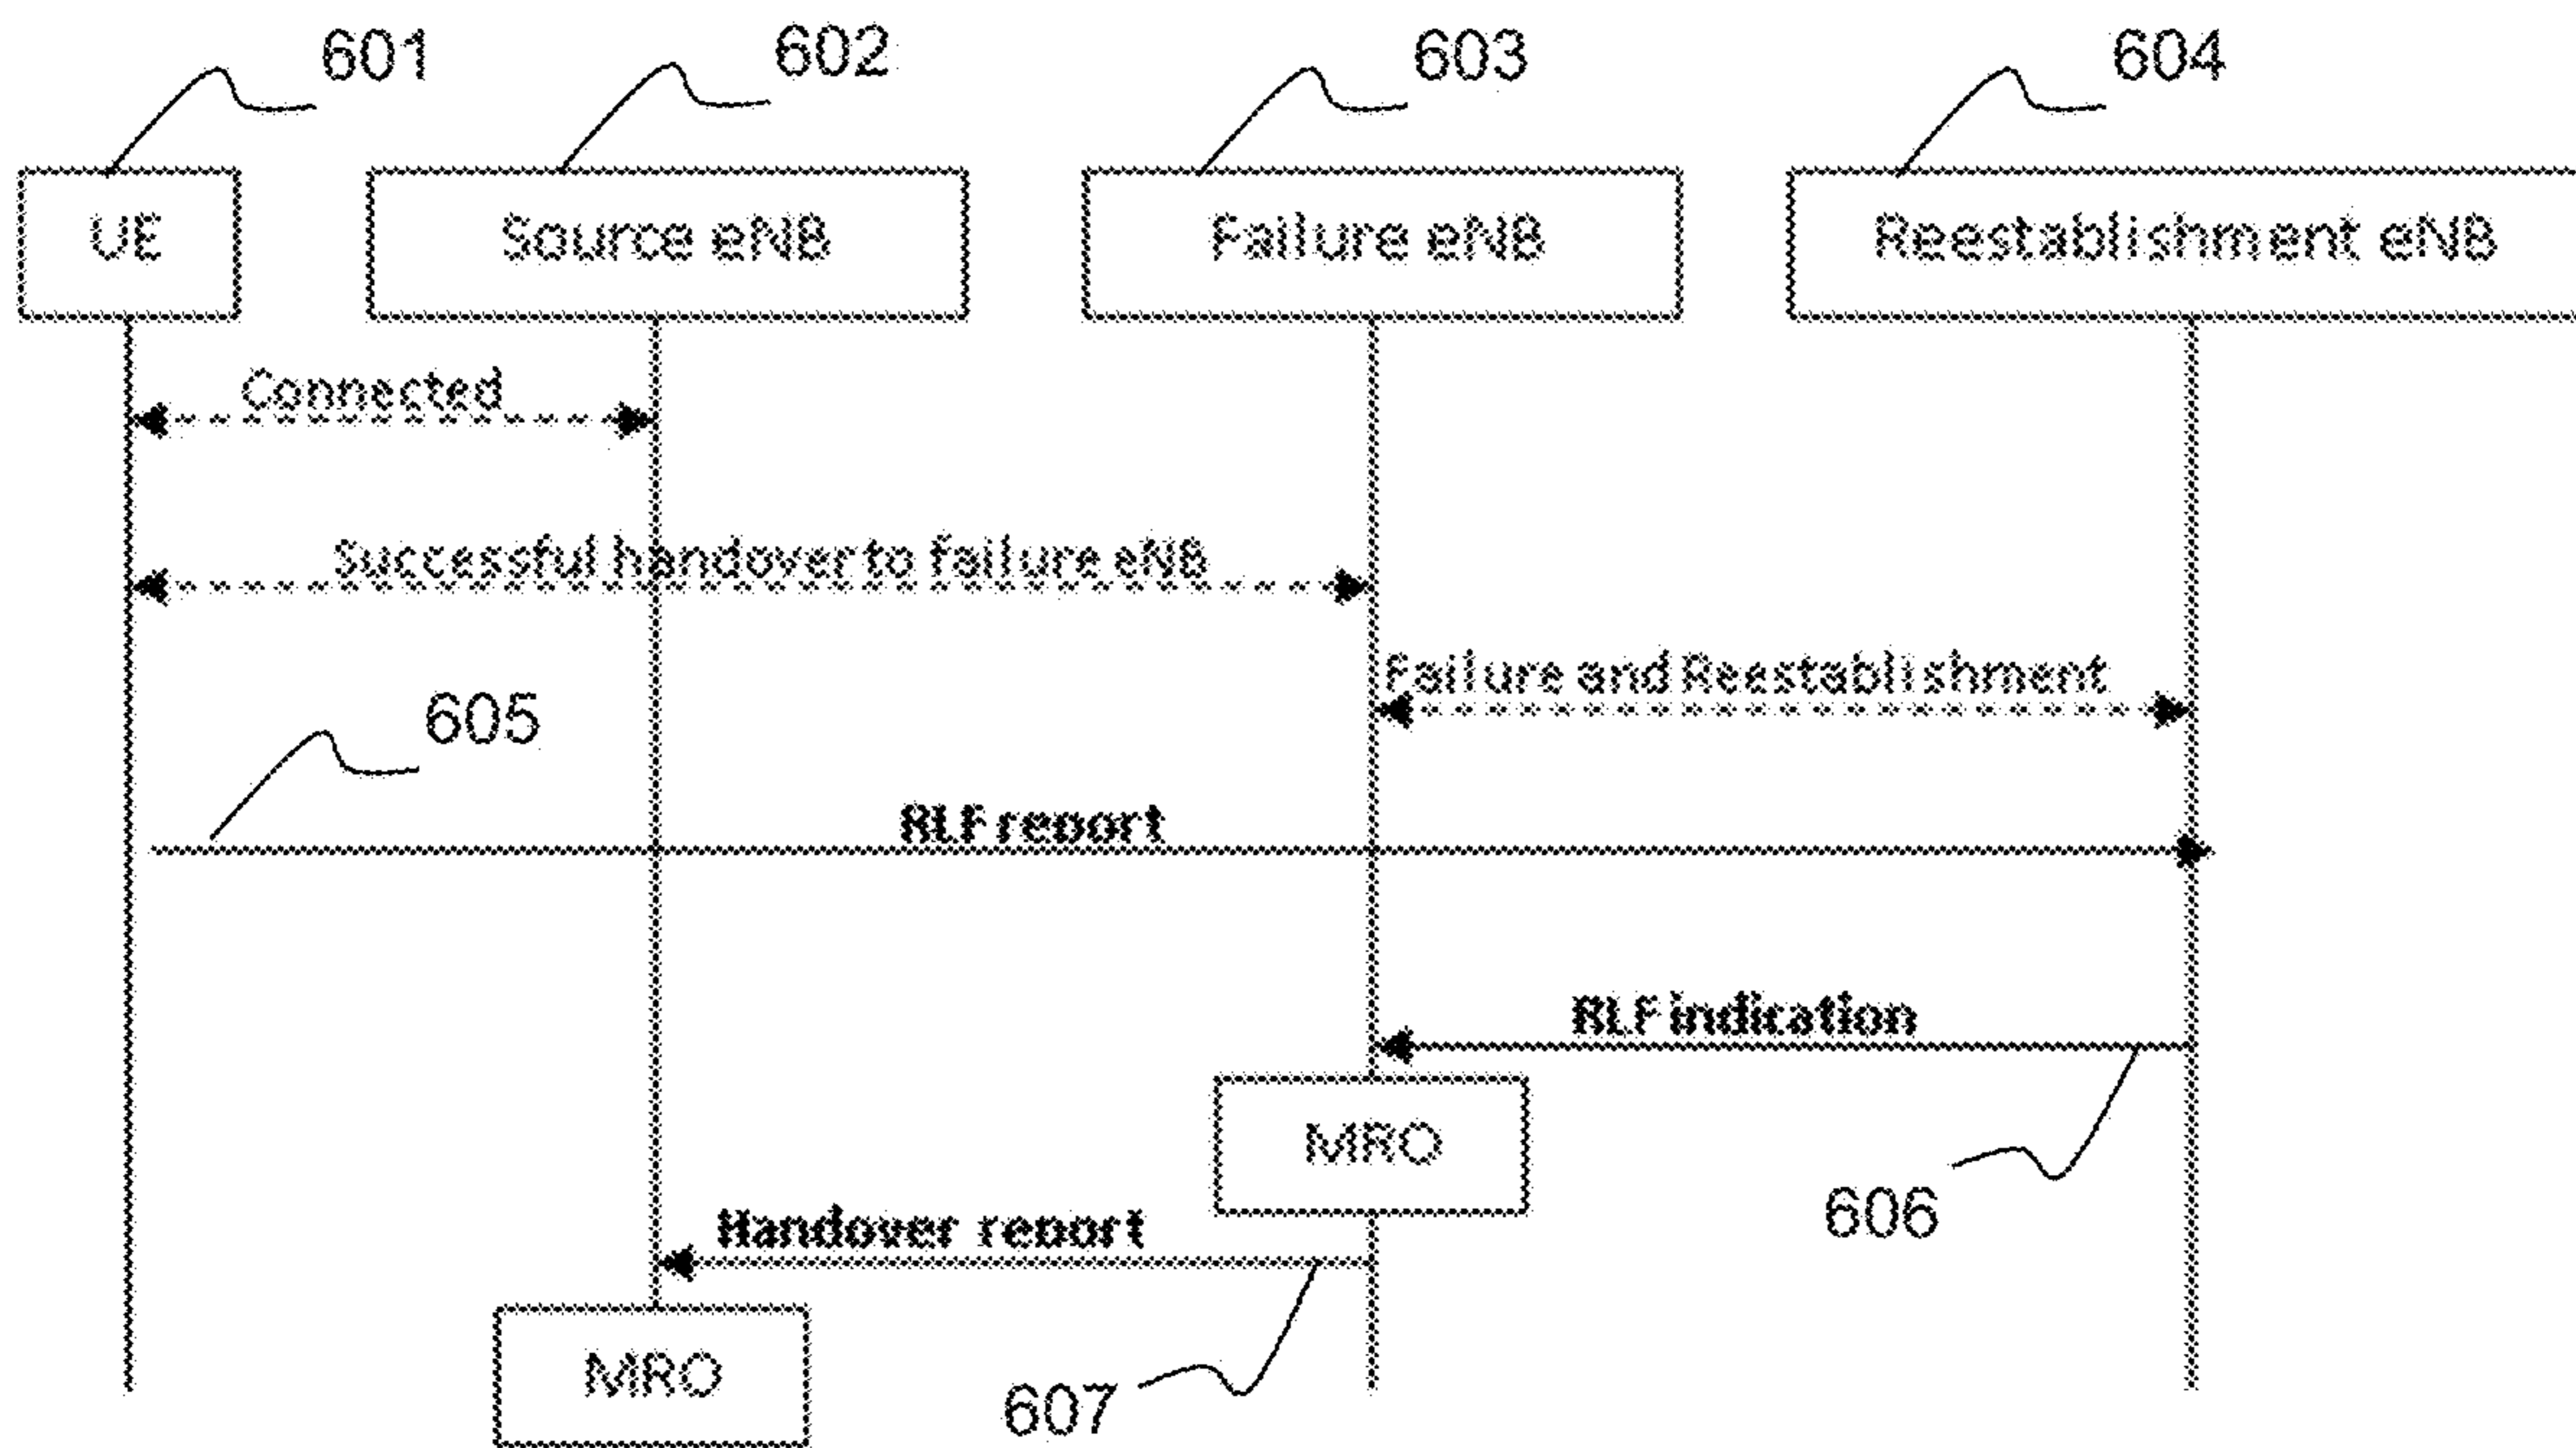 601
602
603
604
UE
Source eNB
Failure eNB
Reestablishment eNB
Connected
Successful handover to failure eNB
Failure and Reestablishment
605
RLF report
RLF indication
MRO
606
Handover report
MRO
607